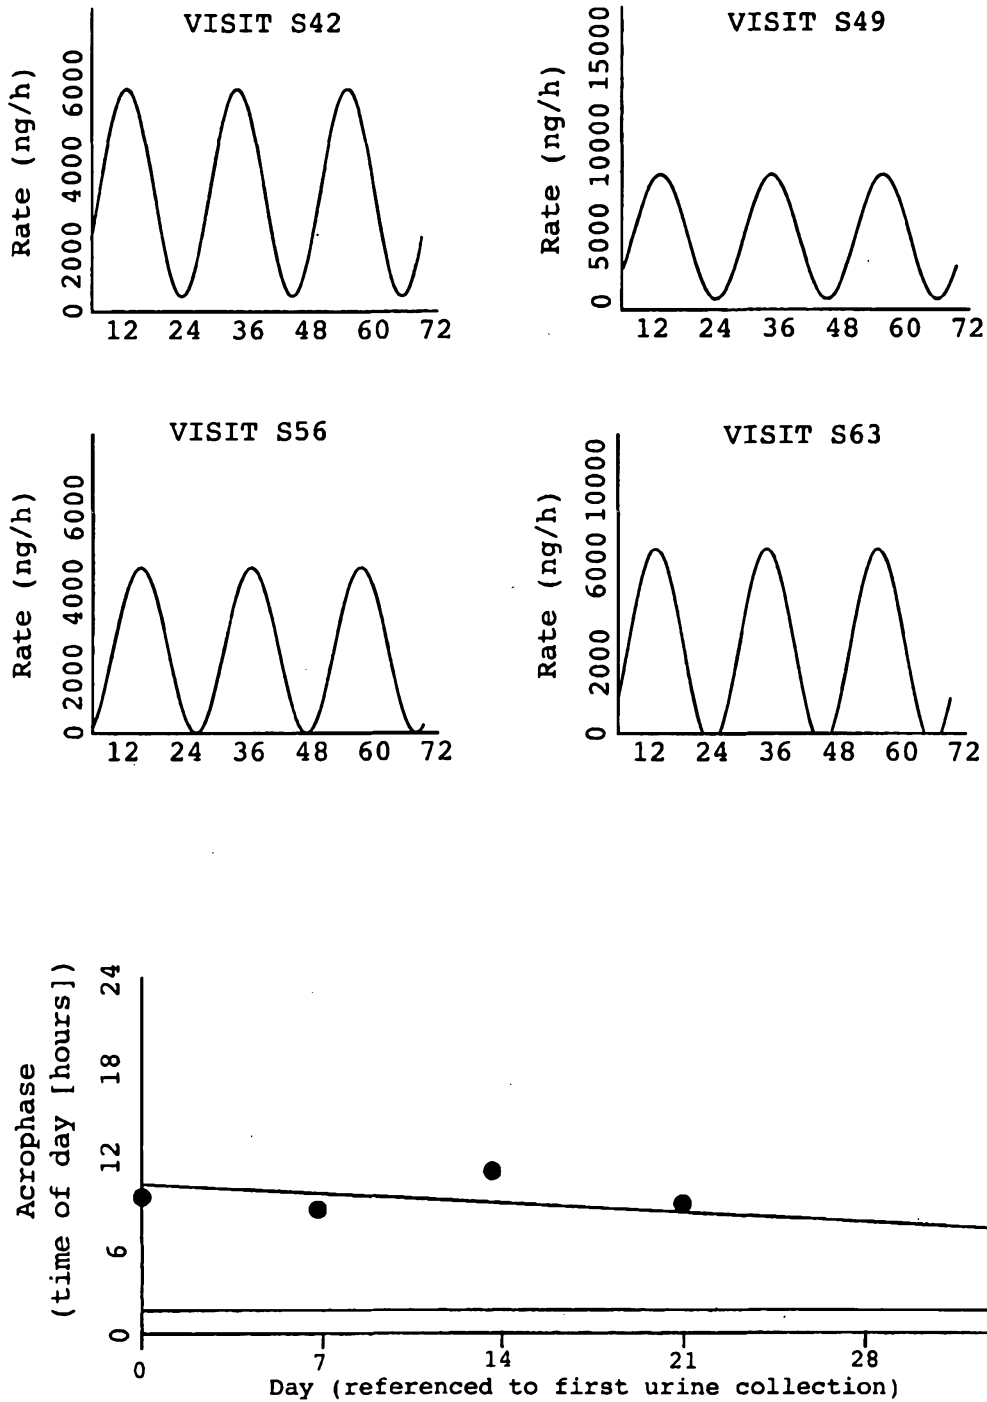 VISIT S42
Rate (ng/h)
0 2000 4000 6000
12 24 36 48 60 72
VISIT S49
Rate (ng/h)
0 5000 10000 15000
12 24 36 48 60 72
VISIT S56
Rate (ng/h)
0 2000 4000 6000
12 24 36 48 60 72
VISIT S63
Rate (ng/h)
0 2000 6000 10000
12 24 36 48 60 72
Acrophase
(time of day [hours])
0 6 12 18 24
0 7 14 21 28
Day (referenced to first urine collection)